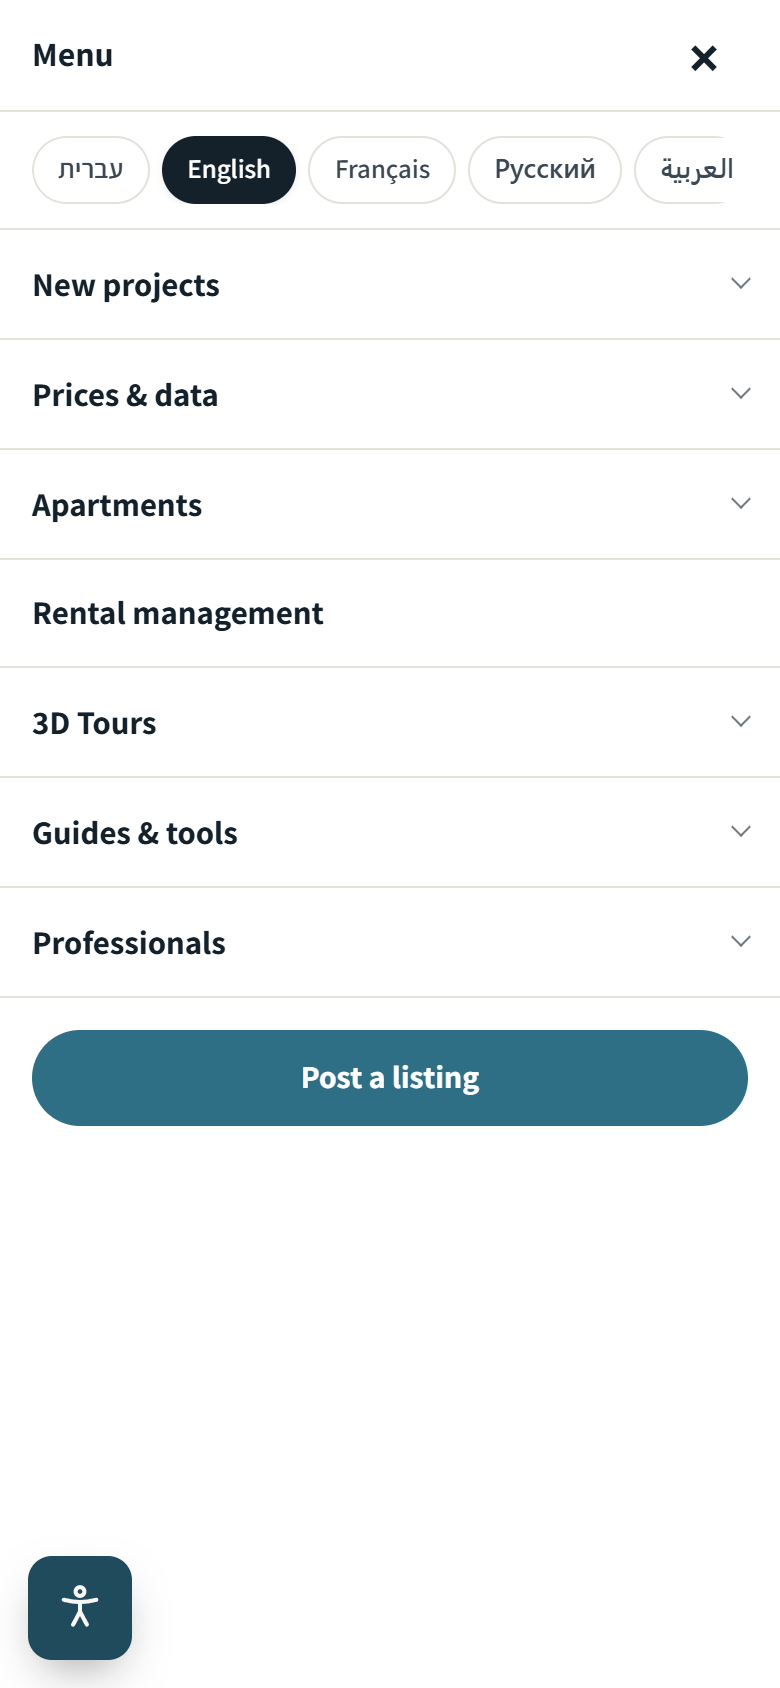 Menu
עברית English Français Русский العربية
New projects
Prices & data
Apartments
Rental management
3D Tours
Guides & tools
Professionals
Post a listing